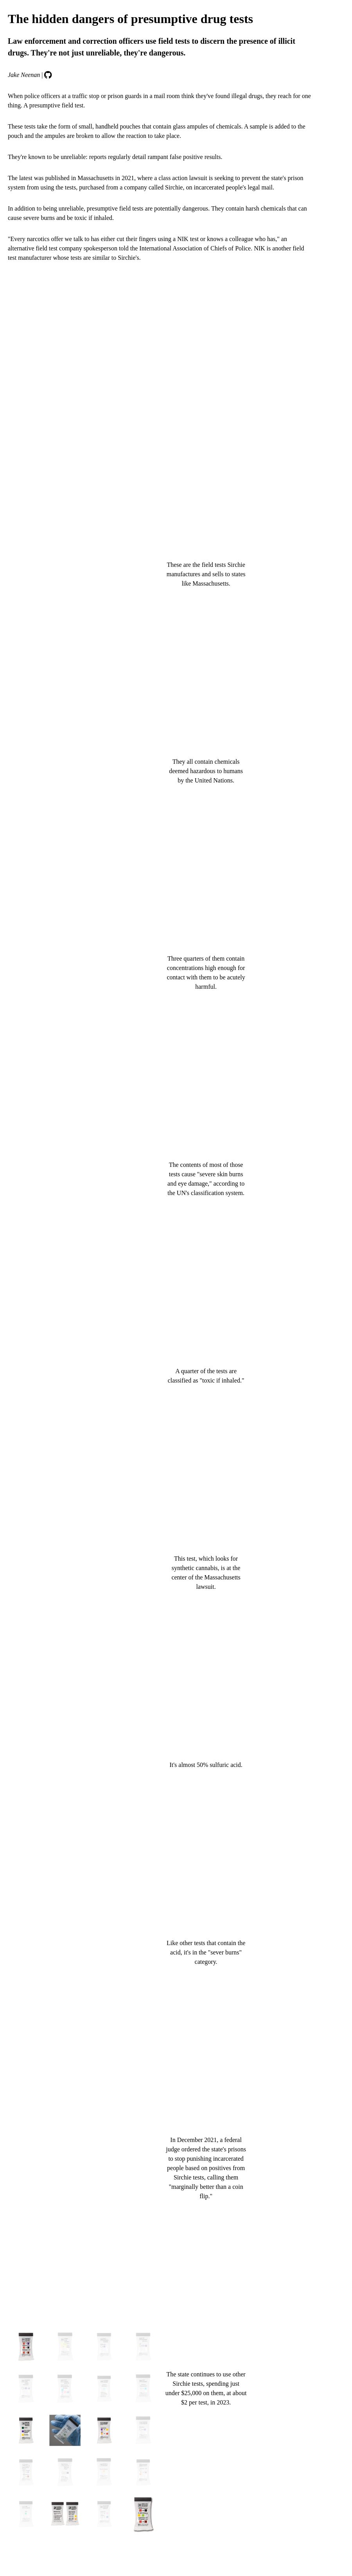 The hidden dangers of presumptive drug tests
Law enforcement and correction officers use field tests to discern the presence of illicit
drugs. They're not just unreliable, they're dangerous.
Jake Neenan |
When police officers at a traffic stop or prison guards in a mail room think they've found illegal drugs, they reach for one
thing. A presumptive field test.
These tests take the form of small, handheld pouches that contain glass ampules of chemicals. A sample is added to the
pouch and the ampules are broken to allow the reaction to take place.
They're known to be unreliable: reports regularly detail rampant false positive results.
The latest was published in Massachusetts in 2021, where a class action lawsuit is seeking to prevent the state's prison
system from using the tests, purchased from a company called Sirchie, on incarcerated people's legal mail.
In addition to being unreliable, presumptive field tests are potentially dangerous. They contain harsh chemicals that can
cause severe burns and be toxic if inhaled.
"Every narcotics offer we talk to has either cut their fingers using a NIK test or knows a colleague who has," an
alternative field test company spokesperson told the International Association of Chiefs of Police. NIK is another field
test manufacturer whose tests are similar to Sirchie's.
These are the field tests Sirchie
manufactures and sells to states
like Massachusetts.
They all contain chemicals
deemed hazardous to humans
by the United Nations.
Three quarters of them contain
concentrations high enough for
contact with them to be acutely
harmful.
The contents of most of those
tests cause "severe skin burns
and eye damage," according to
the UN's classification system.
A quarter of the tests are
classified as "toxic if inhaled."
This test, which looks for
synthetic cannabis, is at the
center of the Massachusetts
lawsuit.
It's almost 50% sulfuric acid.
Like other tests that contain the
acid, it's in the "sever burns"
category.
In December 2021, a federal
judge ordered the state's prisons
to stop punishing incarcerated
people based on positives from
Sirchie tests, calling them
"marginally better than a coin
flip."
The state continues to use other
Sirchie tests, spending just
under $25,000 on them, at about
$2 per test, in 2023.